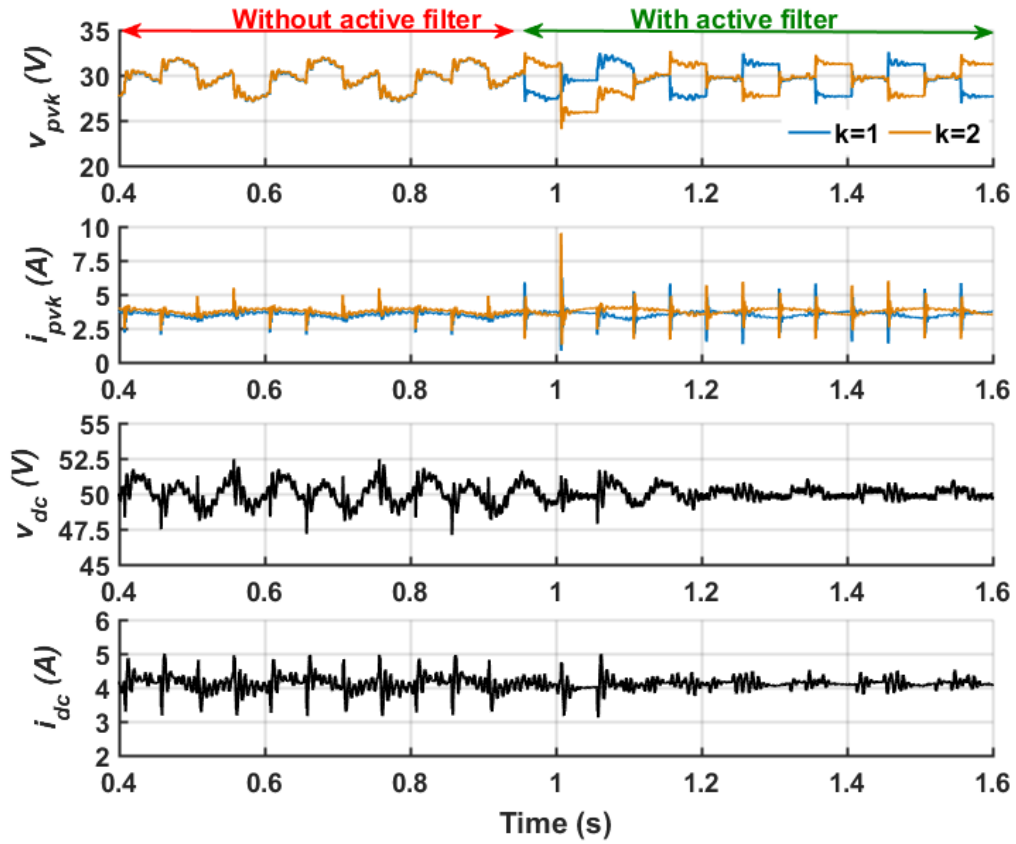 Without active filter With active filter
v_pvk (V)
35
30
25
20
k=1 k=2
0.4 0.6 0.8 1 1.2 1.4 1.6
i_pvk (A)
10
7.5
5
2.5
0
0.4 0.6 0.8 1 1.2 1.4 1.6
v_dc (V)
55
52.5
50
47.5
45
0.4 0.6 0.8 1 1.2 1.4 1.6
i_dc (A)
6
5
4
3
2
0.4 0.6 0.8 1 1.2 1.4 1.6
Time (s)